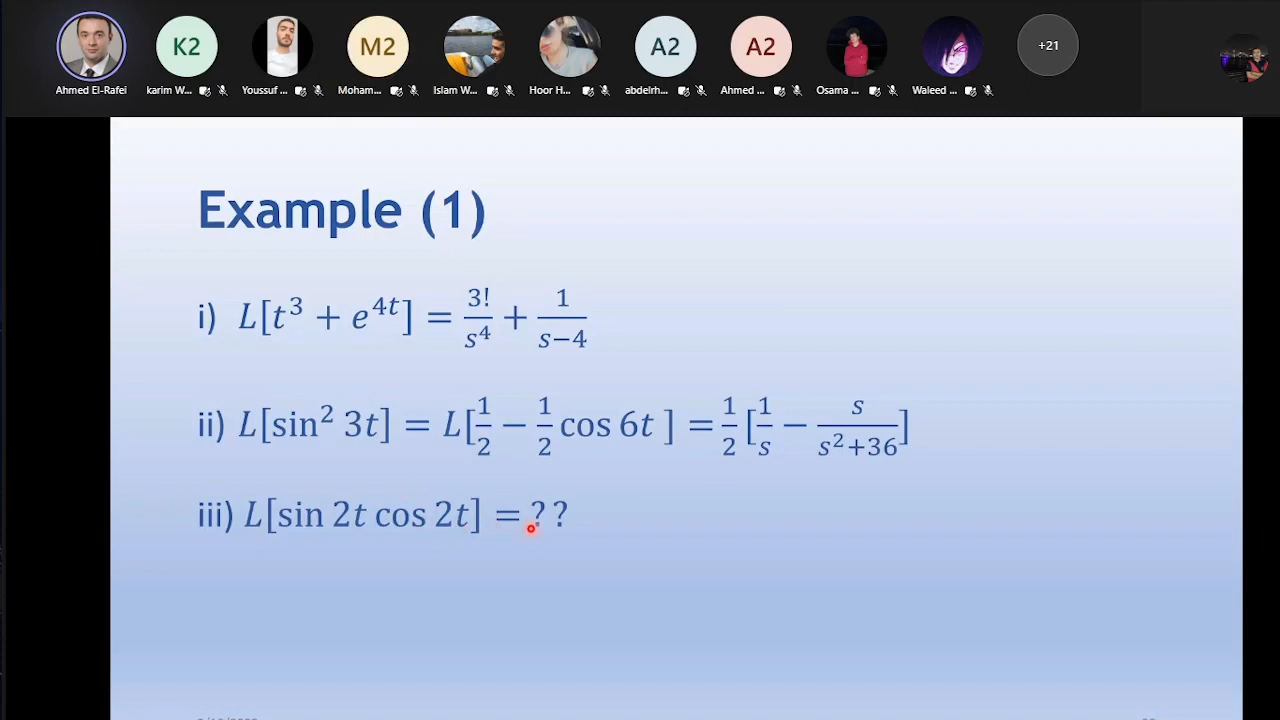 K2 M2 A2 A2 +21
Ahmed El-Rafei karim W... Youssuf ... Moham... Islam W... Hoor H... abdelrh... Ahmed ... Osama ... Waleed ...
Example (1)
i) L[t³ + e⁴ᵗ] = 3!/s⁴ + 1/(s−4)
ii) L[sin² 3t] = L[1/2 − 1/2 cos 6t ] = 1/2 [1/s − s/(s²+36)]
iii) L[sin 2t cos 2t] = ??